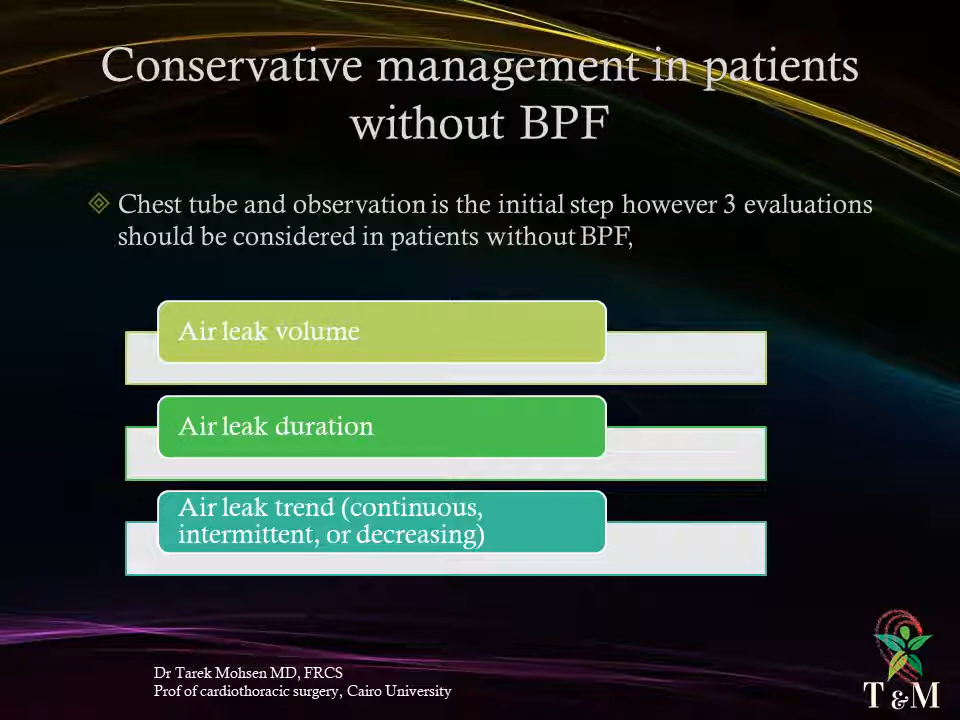 Conservative management in patients
without BPF
Chest tube and observation is the initial step however 3 evaluations
should be considered in patients without BPF,
Air leak volume
Air leak duration
Air leak trend (continuous,
intermittent, or decreasing)
Dr Tarek Mohsen MD, FRCS
Prof of cardiothoracic surgery, Cairo University
T & M